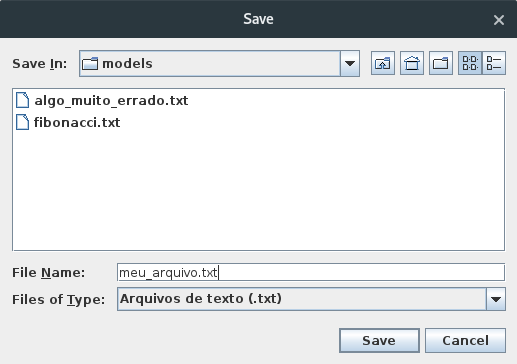 Save
Save In: models
algo_muito_errado.txt
fibonacci.txt
File Name: meu_arquivo.txt
Files of Type: Arquivos de texto (.txt)
Save Cancel